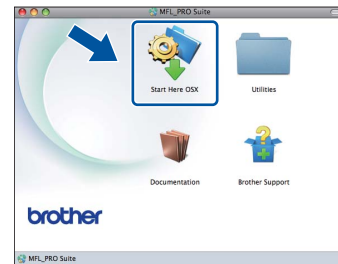 MFL_PRO Suite
Start Here OSX
Utilities
Documentation
Brother Support
brother
MFL_PRO Suite